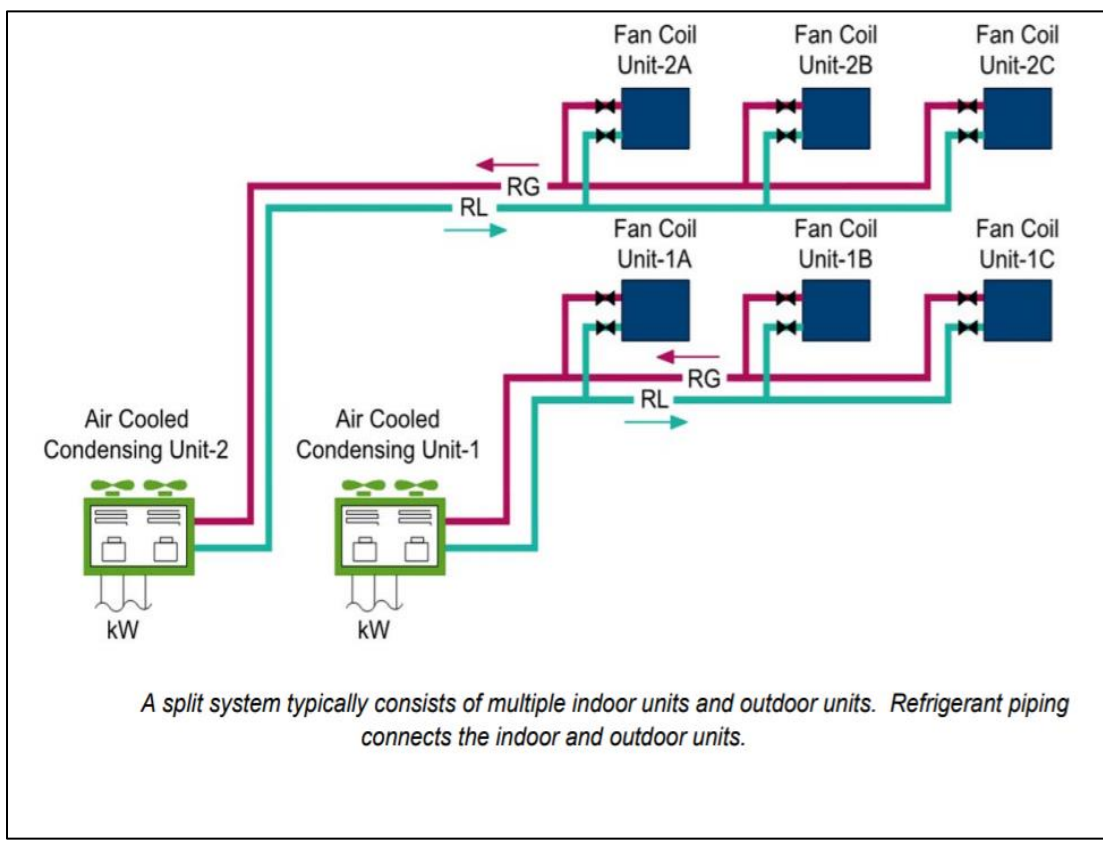 Fan Coil
Unit-2A
Fan Coil
Unit-2B
Fan Coil
Unit-2C
RG
RL
Fan Coil
Unit-1A
Fan Coil
Unit-1B
Fan Coil
Unit-1C
RG
RL
Air Cooled
Condensing Unit-2
Air Cooled
Condensing Unit-1
kW
kW
A split system typically consists of multiple indoor units and outdoor units.  Refrigerant piping
connects the indoor and outdoor units.